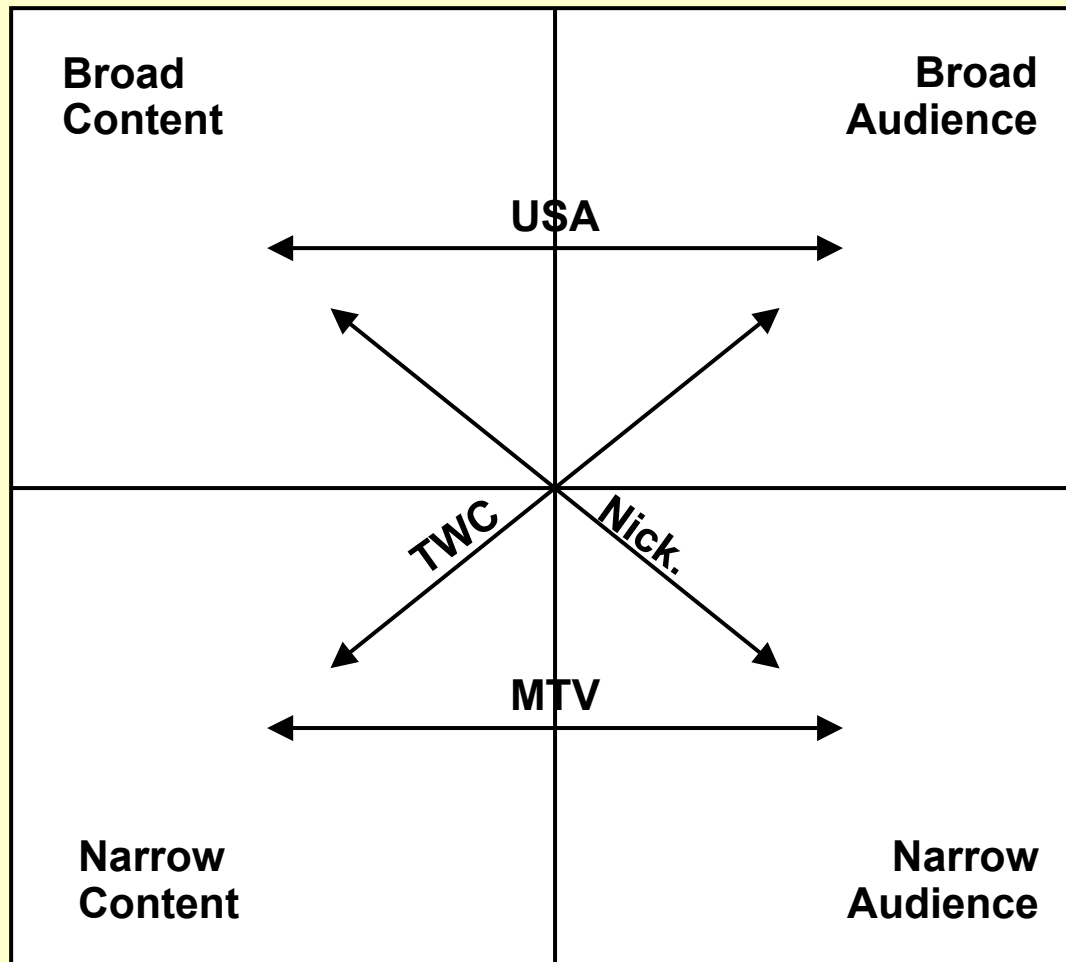 Broad
Content
Broad
Audience
USA
TWC
Nick.
MTV
Narrow
Content
Narrow
Audience